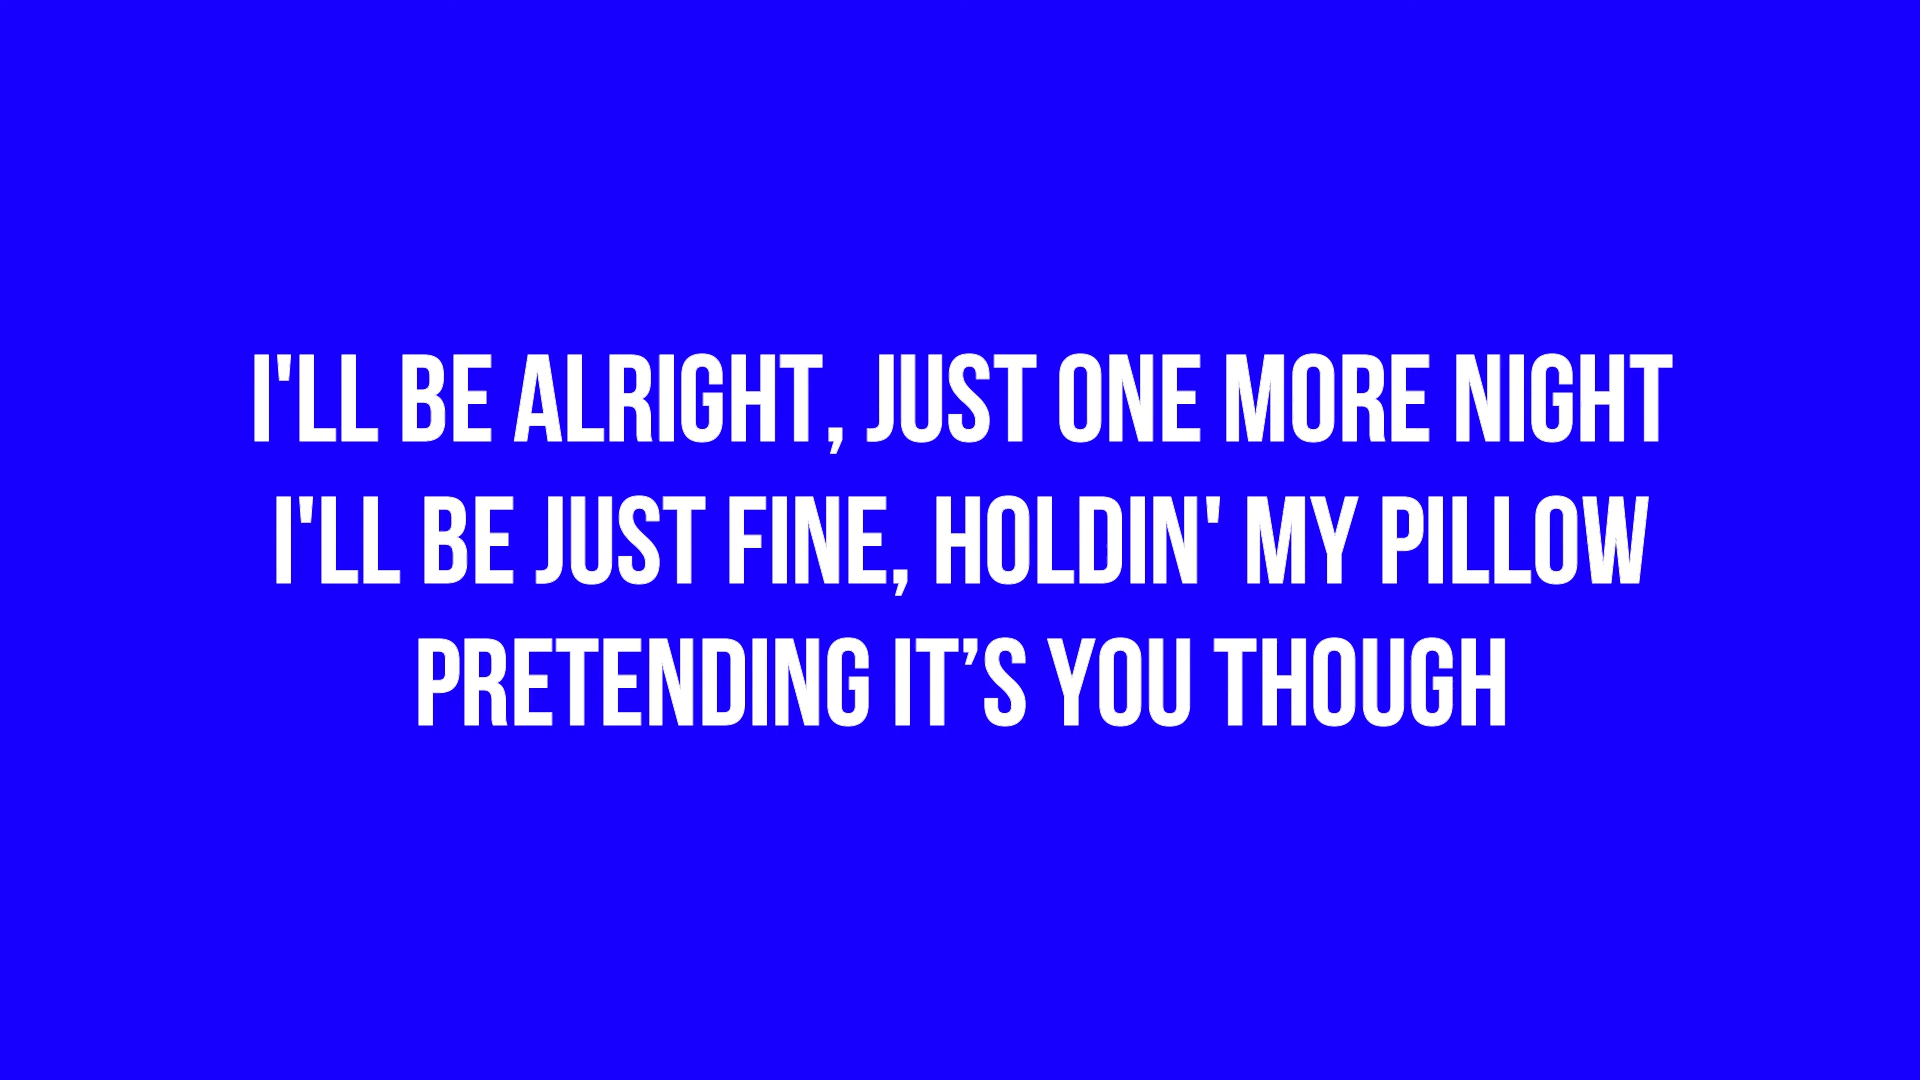 I'LL BE ALRIGHT, JUST ONE MORE NIGHT
I'LL BE JUST FINE, HOLDIN' MY PILLOW
PRETENDING IT’S YOU THOUGH